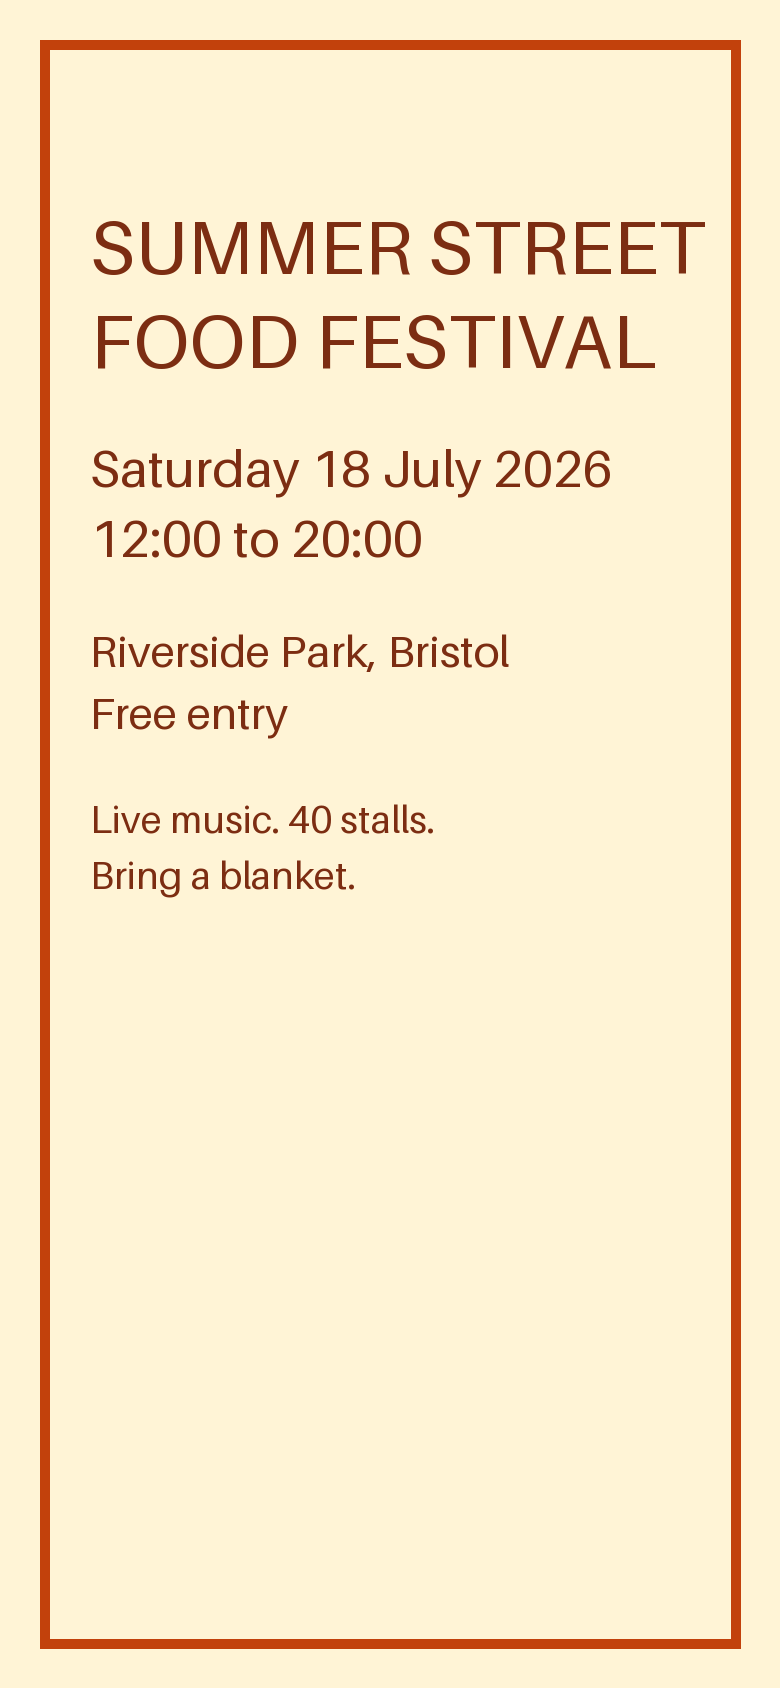 SUMMER STREET
FOOD FESTIVAL
Saturday 18 July 2026
12:00 to 20:00
Riverside Park, Bristol
Free entry
Live music. 40 stalls.
Bring a blanket.